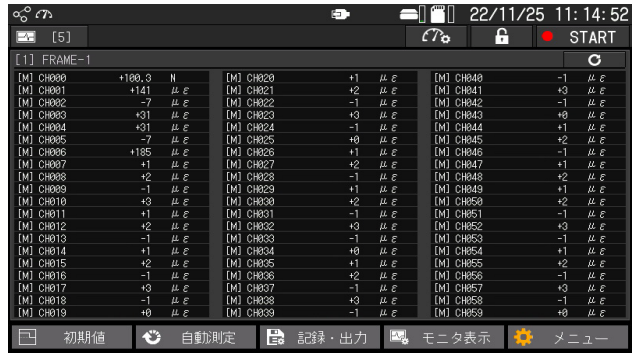 22/11/25 11:14:52
[5] START
[1] FRAME-1
[M] CH000 +100.3 N [M] CH020 +1 με [M] CH040 -1 με
[M] CH001 +141 με [M] CH021 +2 με [M] CH041 +3 με
[M] CH002 -7 με [M] CH022 -1 με [M] CH042 -1 με
[M] CH003 +31 με [M] CH023 +3 με [M] CH043 +0 με
[M] CH004 +31 με [M] CH024 -1 με [M] CH044 +1 με
[M] CH005 -7 με [M] CH025 +0 με [M] CH045 +2 με
[M] CH006 +185 με [M] CH026 +1 με [M] CH046 -1 με
[M] CH007 +1 με [M] CH027 +2 με [M] CH047 +1 με
[M] CH008 +2 με [M] CH028 -1 με [M] CH048 +2 με
[M] CH009 -1 με [M] CH029 +1 με [M] CH049 +1 με
[M] CH010 +3 με [M] CH030 +2 με [M] CH050 +2 με
[M] CH011 +1 με [M] CH031 -1 με [M] CH051 -1 με
[M] CH012 +2 με [M] CH032 +3 με [M] CH052 +3 με
[M] CH013 -1 με [M] CH033 -1 με [M] CH053 -1 με
[M] CH014 +1 με [M] CH034 +0 με [M] CH054 +1 με
[M] CH015 +2 με [M] CH035 +1 με [M] CH055 +2 με
[M] CH016 -1 με [M] CH036 +2 με [M] CH056 -1 με
[M] CH017 +3 με [M] CH037 -1 με [M] CH057 +3 με
[M] CH018 -1 με [M] CH038 +3 με [M] CH058 -1 με
[M] CH019 +0 με [M] CH039 -1 με [M] CH059 +0 με
初期値 自動測定 記録・出力 モニタ表示 メニュー